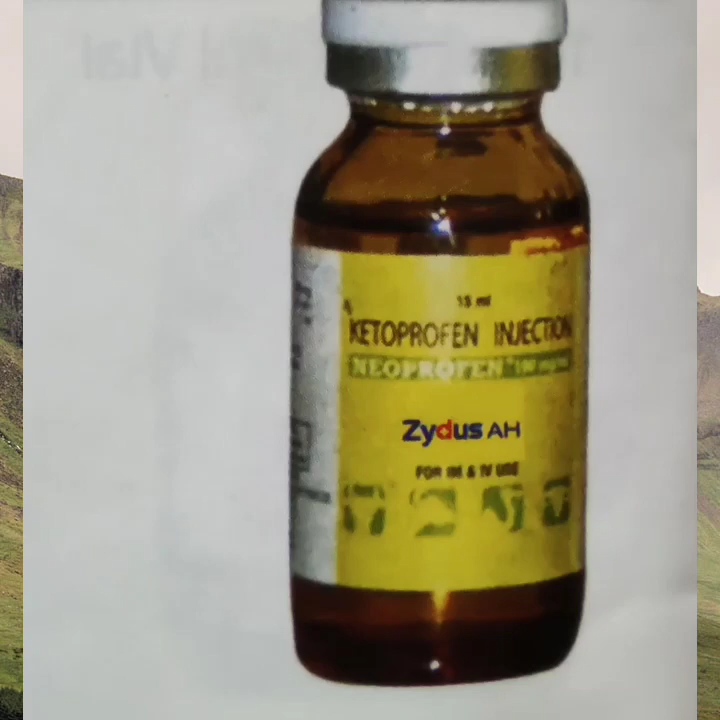 15 ml
KETOPROFEN INJECTION
NEOPROFEN
Zydus AH
FOR IM & IV USE